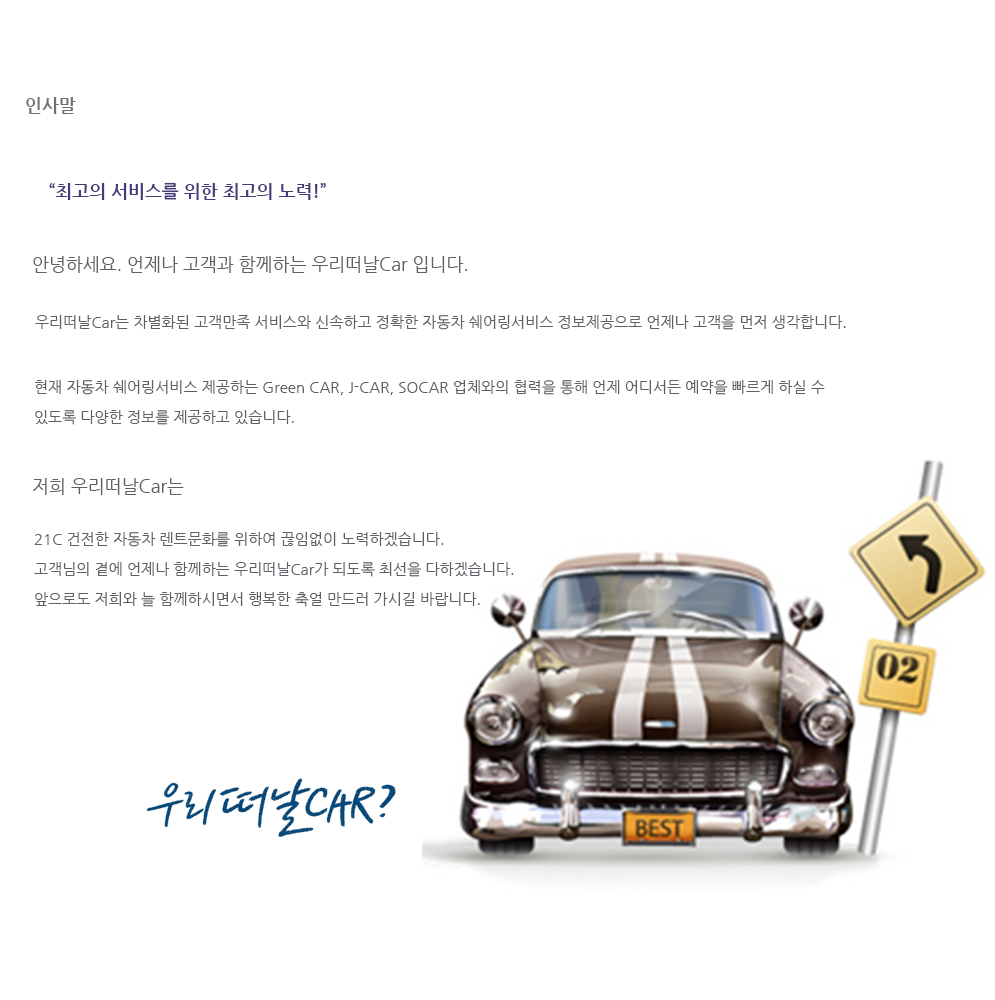 인사말
“최고의 서비스를 위한 최고의 노력!”
안녕하세요. 언제나 고객과 함께하는 우리떠날Car 입니다.
우리떠날Car는 차별화된 고객만족 서비스와 신속하고 정확한 자동차 쉐어링서비스 정보제공으로 언제나 고객을 먼저 생각합니다.
현재 자동차 쉐어링서비스 제공하는 Green CAR, J-CAR, SOCAR 업체와의 협력을 통해 언제 어디서든 예약을 빠르게 하실 수
있도록 다양한 정보를 제공하고 있습니다.
저희 우리떠날Car는
21C 건전한 자동차 렌트문화를 위하여 끊임없이 노력하겠습니다.
고객님의 곁에 언제나 함께하는 우리떠날Car가 되도록 최선을 다하겠습니다.
앞으로도 저희와 늘 함께하시면서 행복한 축얼 만드러 가시길 바랍니다.
02
우리떠날CAR?
BEST